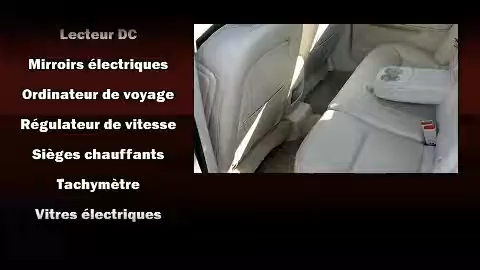 Lecteur DC
Mirroirs électriques
Ordinateur de voyage
Régulateur de vitesse
Sièges chauffants
Tachymètre
Vitres électriques